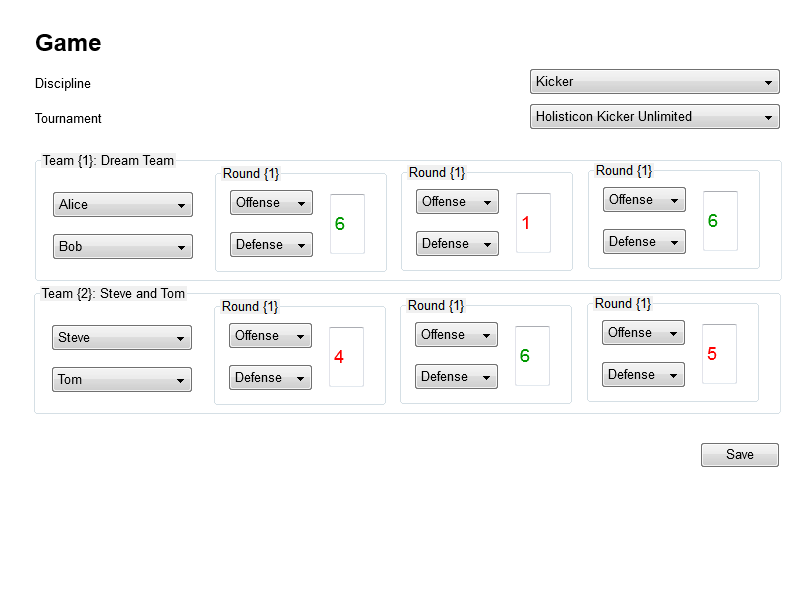 Game
Discipline
Kicker
Tournament
Holisticon Kicker Unlimited
Team {1}: Dream Team
Alice
Bob
Round {1}
Offense
Defense
6
Round {1}
Offense
Defense
1
Round {1}
Offense
Defense
6
Team {2}: Steve and Tom
Steve
Tom
Round {1}
Offense
Defense
4
Round {1}
Offense
Defense
6
Round {1}
Offense
Defense
5
Save